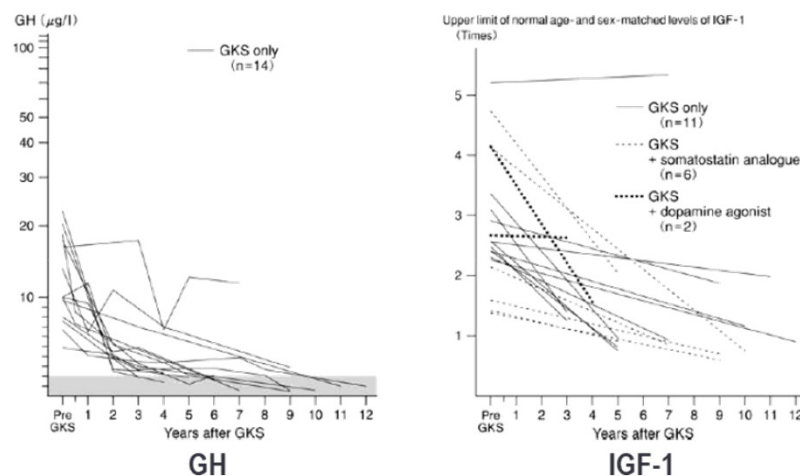 GH (μg/l)
100
50
40
30
20
10
GKS only
(n=14)
Pre
GKS
1 2 3 4 5 6 7 8 9 10 11 12
Years after GKS
GH
Upper limit of normal age- and sex-matched levels of IGF-1
(Times)
5
4
3
2
1
GKS only
(n=11)
GKS
+ somatostatin analogue
(n=6)
GKS
+ dopamine agonist
(n=2)
Pre
GKS
1 2 3 4 5 6 7 8 9 10 11 12
Years after GKS
IGF-1